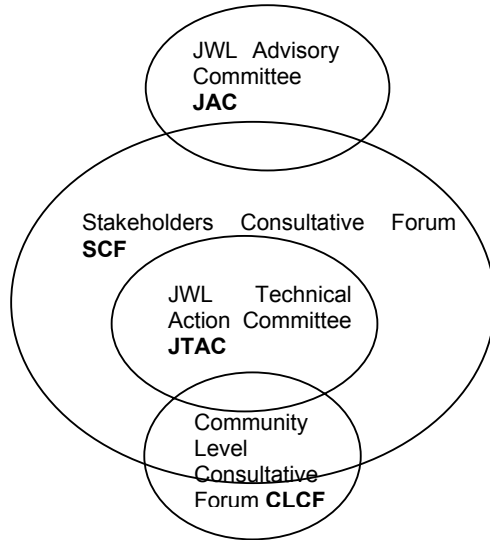 JWL Advisory
Committee
JAC
Stakeholders Consultative Forum
SCF
JWL Technical
Action Committee
JTAC
Community
Level
Consultative
Forum CLCF